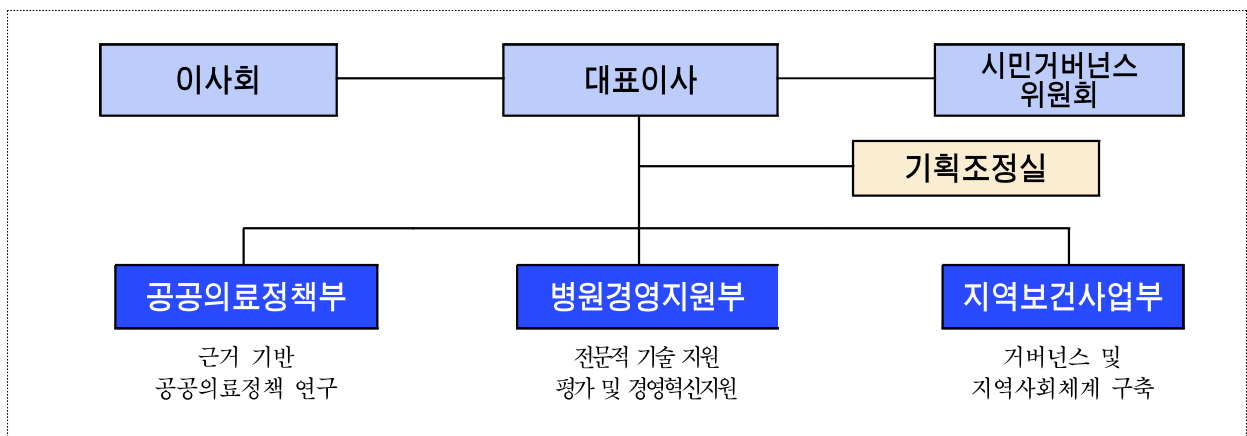 이사회
대표이사
시민거버넌스
위원회
기획조정실
공공의료정책부
병원경영지원부
지역보건사업부
근거 기반
공공의료정책 연구
전문적 기술 지원
평가 및 경영혁신지원
거버넌스 및
지역사회체계 구축